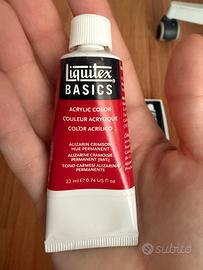 Liquitex
BASICS
ACRYLIC COLOR
COULEUR ACRYLIQUE
COLOR ACRÍLICO
ALIZARIN CRIMSON
HUE PERMANENT
ALIZARINE CRAMOISIE
PERMANENT (IMIT.)
TONO CARMESÍ ALIZARINA
PERMANENTE
22 ml ℮ 0.74 US fl oz
subito